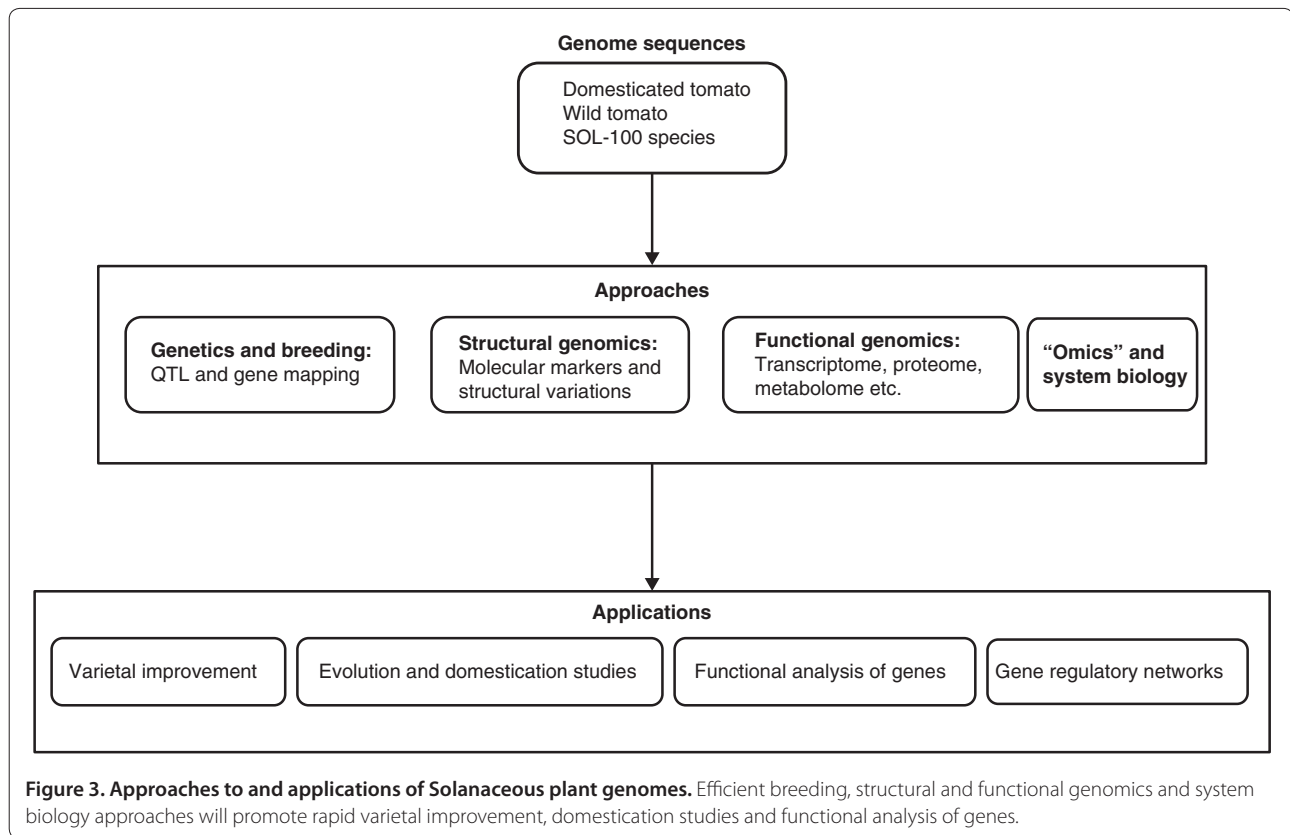 Genome sequences
Domesticated tomato
Wild tomato
SOL-100 species
Approaches
Genetics and breeding:
QTL and gene mapping
Structural genomics:
Molecular markers and
structural variations
Functional genomics:
Transcriptome, proteome,
metabolome etc.
“Omics” and
system biology
Applications
Varietal improvement
Evolution and domestication studies
Functional analysis of genes
Gene regulatory networks
Figure 3. Approaches to and applications of Solanaceous plant genomes. Efficient breeding, structural and functional genomics and system
biology approaches will promote rapid varietal improvement, domestication studies and functional analysis of genes.